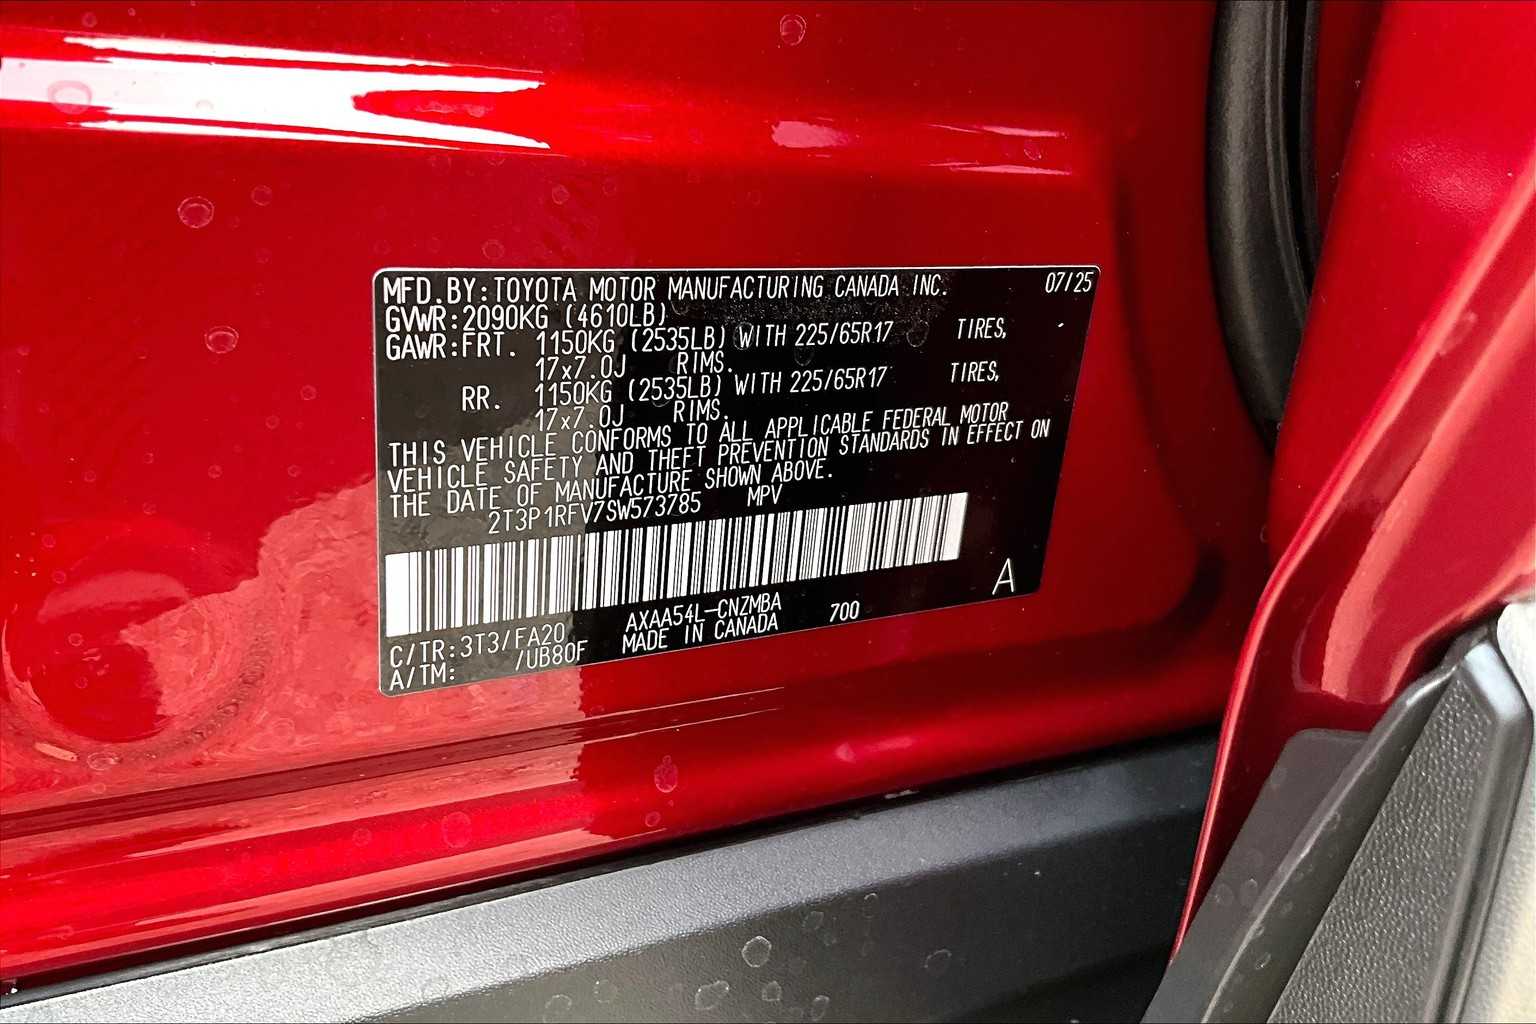 MFD.BY:TOYOTA MOTOR MANUFACTURING CANADA INC. 07/25
GVWR:2090KG (4610LB)
GAWR:FRT. 1150KG (2535LB) WITH 225/65R17 TIRES,
17x7.0J RIMS.
RR. 1150KG (2535LB) WITH 225/65R17 TIRES,
17x7.0J RIMS.
THIS VEHICLE CONFORMS TO ALL APPLICABLE FEDERAL MOTOR
VEHICLE SAFETY AND THEFT PREVENTION STANDARDS IN EFFECT ON
THE DATE OF MANUFACTURE SHOWN ABOVE.
2T3P1RFV7SW573785 MPV
A
C/TR:3T3/FA20 AXAA54L-CNZMBA 700
A/TM: /UB80F MADE IN CANADA